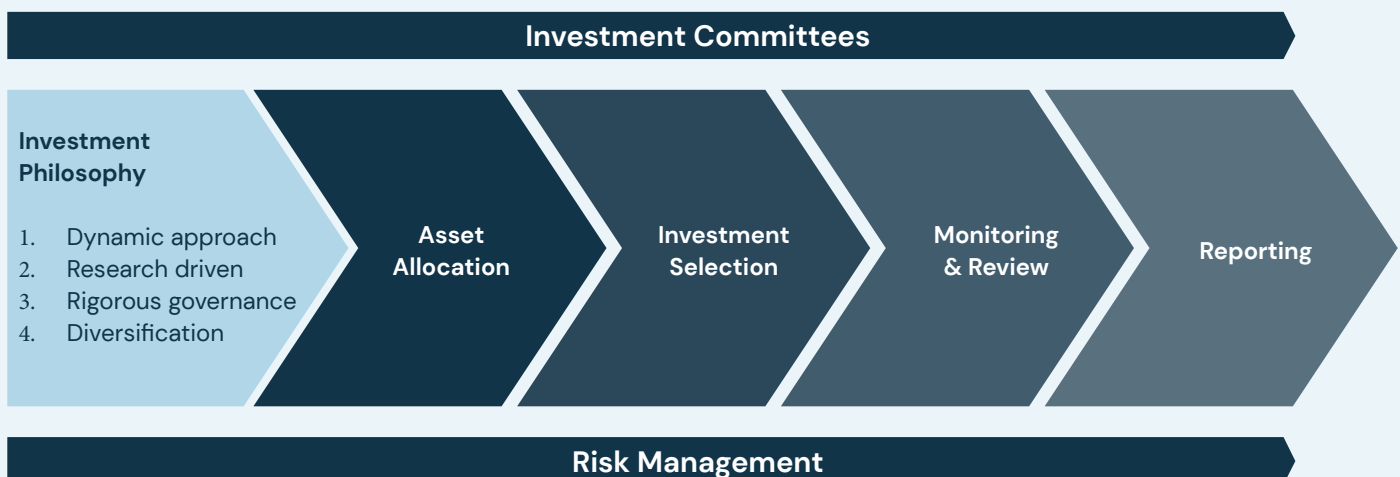 Investment Committees
Investment
Philosophy
1. Dynamic approach
2. Research driven
3. Rigorous governance
4. Diversification
Asset
Allocation
Investment
Selection
Monitoring
& Review
Reporting
Risk Management